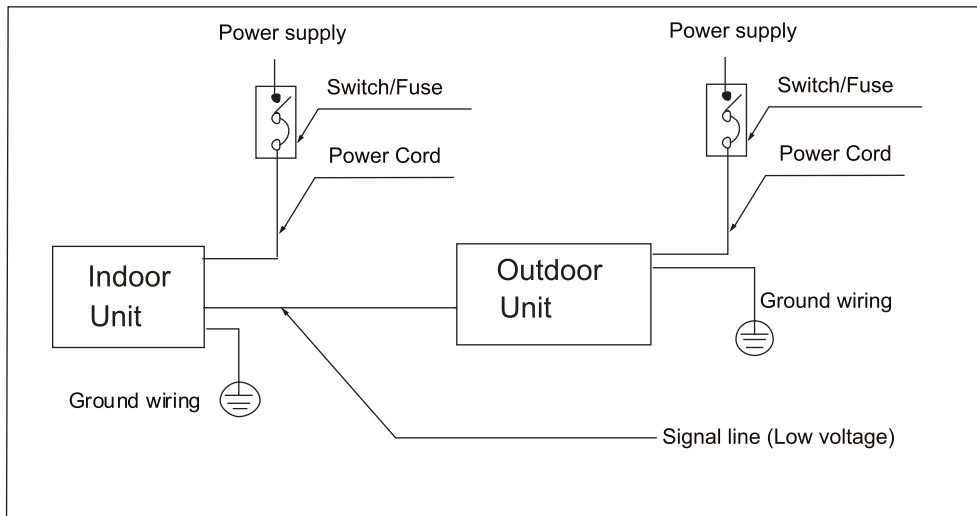 Power supply
Power supply
Switch/Fuse
Switch/Fuse
Power Cord
Power Cord
Indoor
Unit
Outdoor
Unit
Ground wiring
Ground wiring
Signal line (Low voltage)